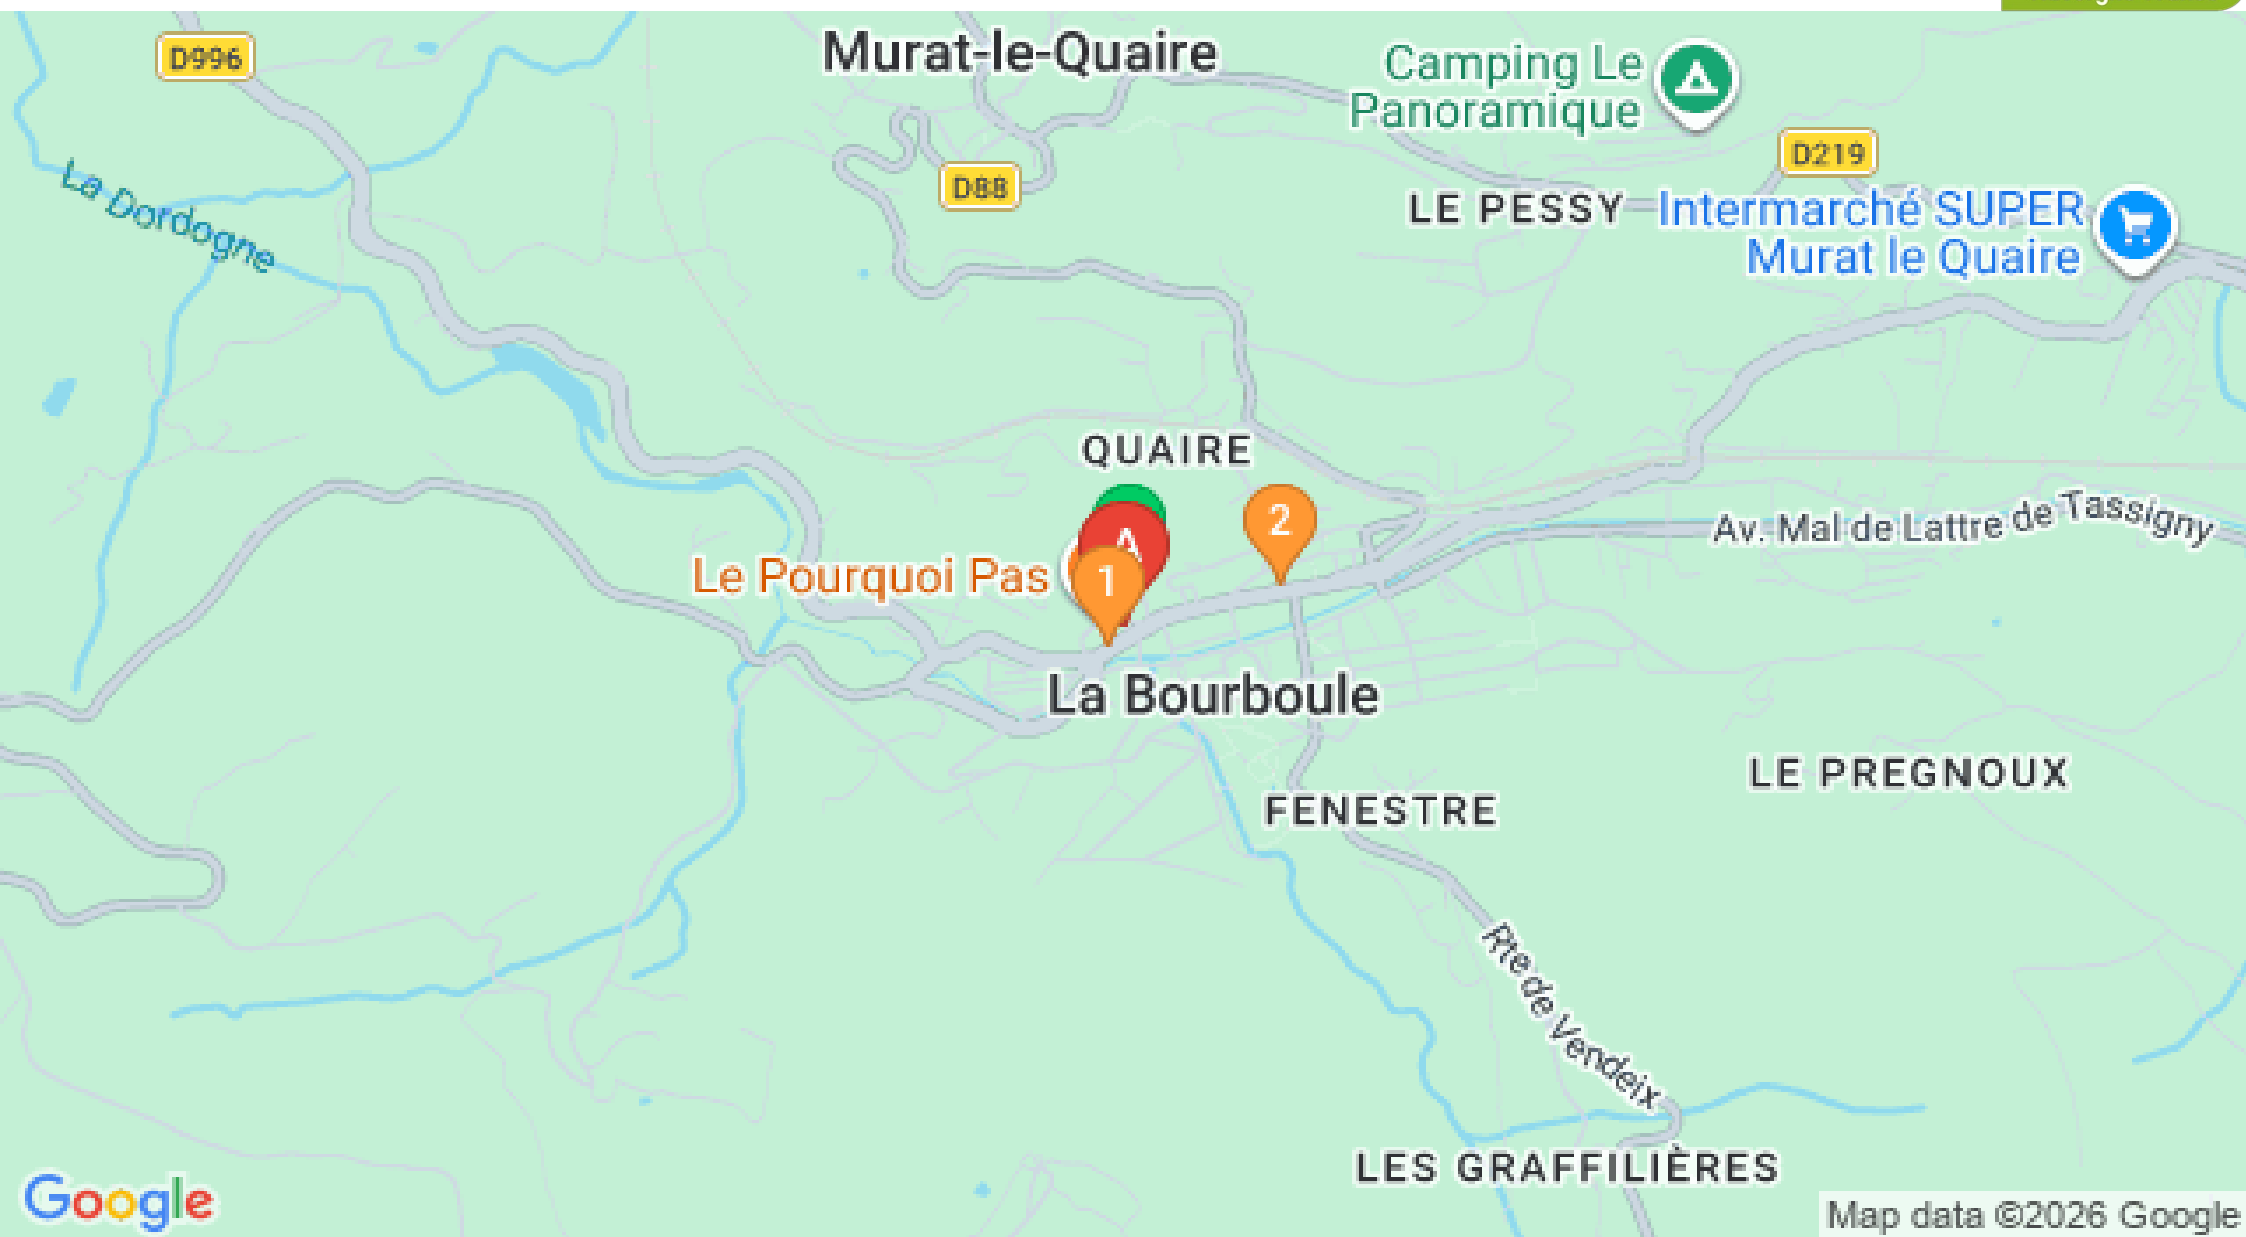 D996
Murat-le-Quaire
Camping Le
Panoramique
D219
La Dordogne
D88
LE PESSY
Intermarché SUPER
Murat le Quaire
QUAIRE
2
Av. Mal de Lattre de Tassigny
A
Le Pourquoi Pas
1
La Bourboule
LE PREGNOUX
FENESTRE
Rte de Vendeix
LES GRAFFILIÈRES
Google
Map data ©2026 Google